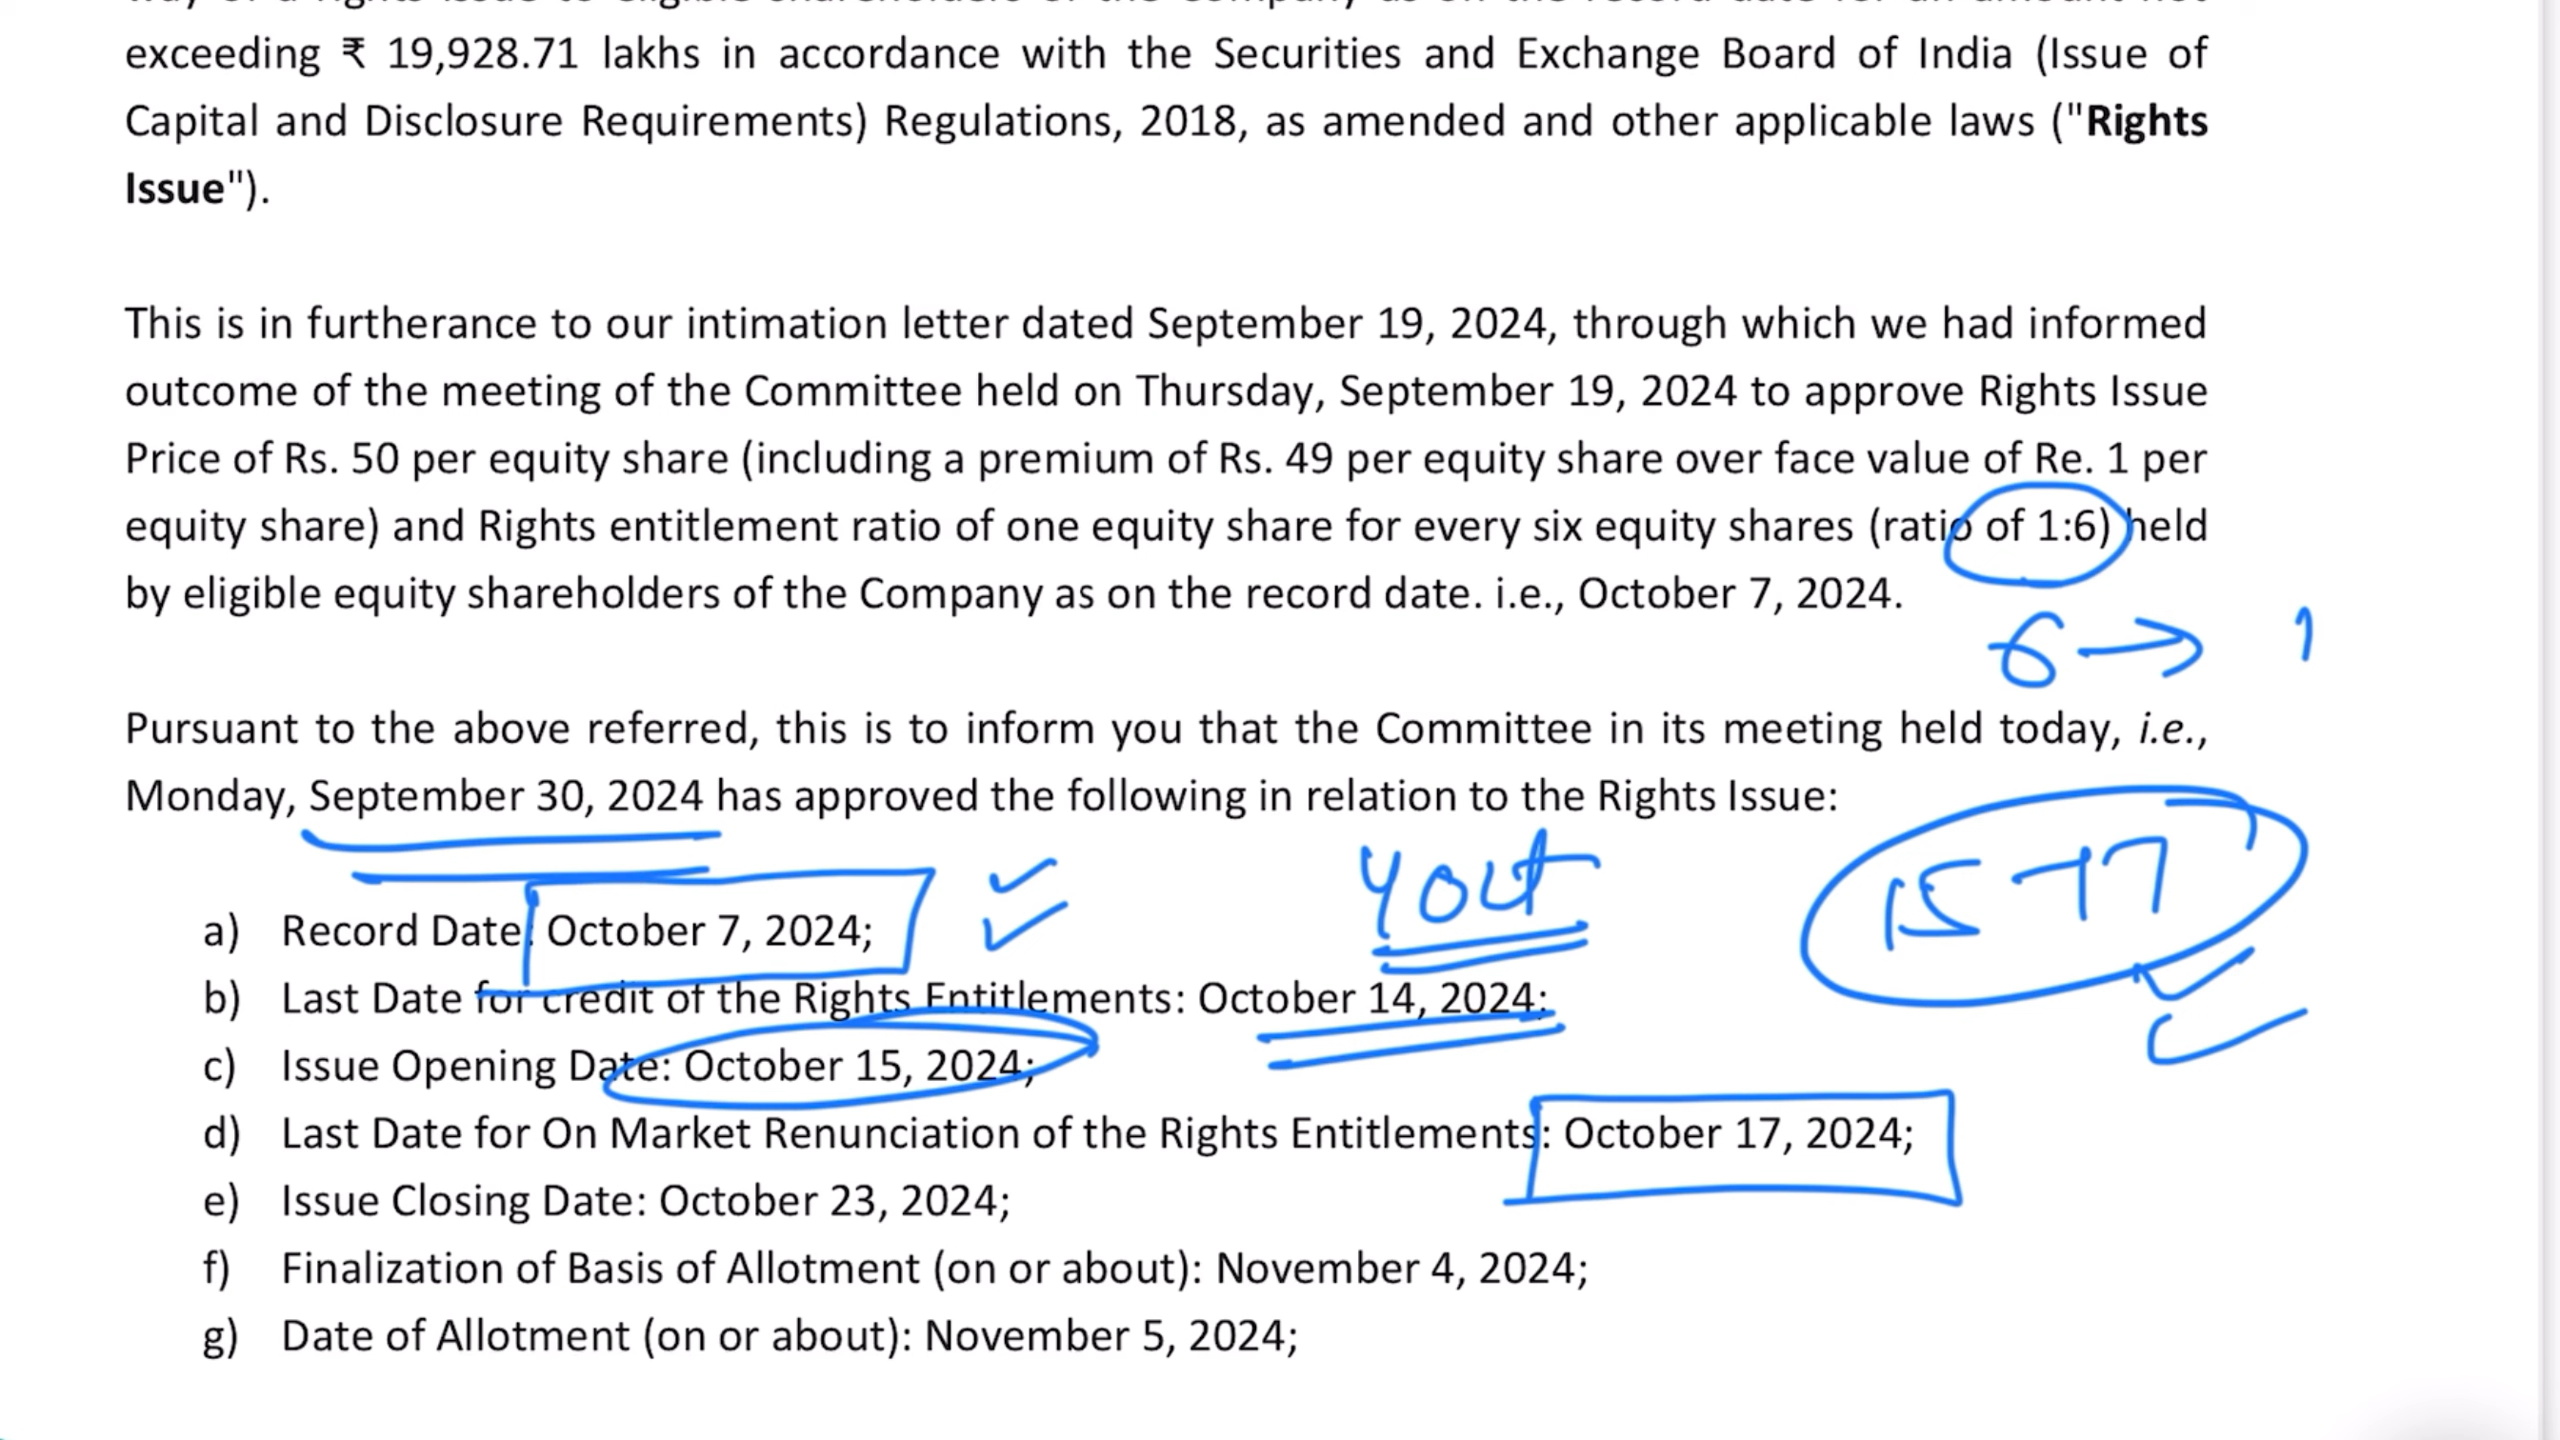 exceeding ₹ 19,928.71 lakhs in accordance with the Securities and Exchange Board of India (Issue of
Capital and Disclosure Requirements) Regulations, 2018, as amended and other applicable laws ("Rights
Issue").
This is in furtherance to our intimation letter dated September 19, 2024, through which we had informed
outcome of the meeting of the Committee held on Thursday, September 19, 2024 to approve Rights Issue
Price of Rs. 50 per equity share (including a premium of Rs. 49 per equity share over face value of Re. 1 per
equity share) and Rights entitlement ratio of one equity share for every six equity shares (ratio of 1:6) held
by eligible equity shareholders of the Company as on the record date. i.e., October 7, 2024.
6 → 1
Pursuant to the above referred, this is to inform you that the Committee in its meeting held today, i.e.,
Monday, September 30, 2024 has approved the following in relation to the Rights Issue:
4 Oct
15-17
a) Record Date: October 7, 2024;
b) Last Date for credit of the Rights Entitlements: October 14, 2024;
c) Issue Opening Date: October 15, 2024;
d) Last Date for On Market Renunciation of the Rights Entitlements: October 17, 2024;
e) Issue Closing Date: October 23, 2024;
f) Finalization of Basis of Allotment (on or about): November 4, 2024;
g) Date of Allotment (on or about): November 5, 2024;